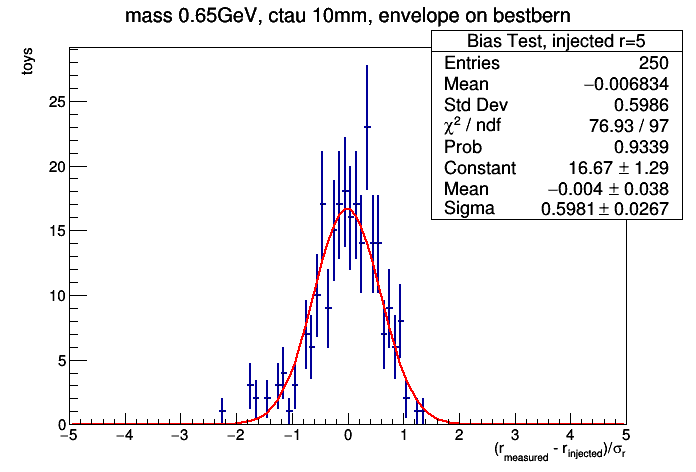 mass 0.65GeV, ctau 10mm, envelope on bestbern
toys
Bias Test, injected r=5
Entries 250
Mean −0.006834
Std Dev 0.5986
χ² / ndf 76.93 / 97
Prob 0.9339
Constant 16.67 ± 1.29
Mean −0.004 ± 0.038
Sigma 0.5981 ± 0.0267
25
20
15
10
5
0
−5 −4 −3 −2 −1 0 1 2 3 4 5
(r_measured - r_injected)/σ_r